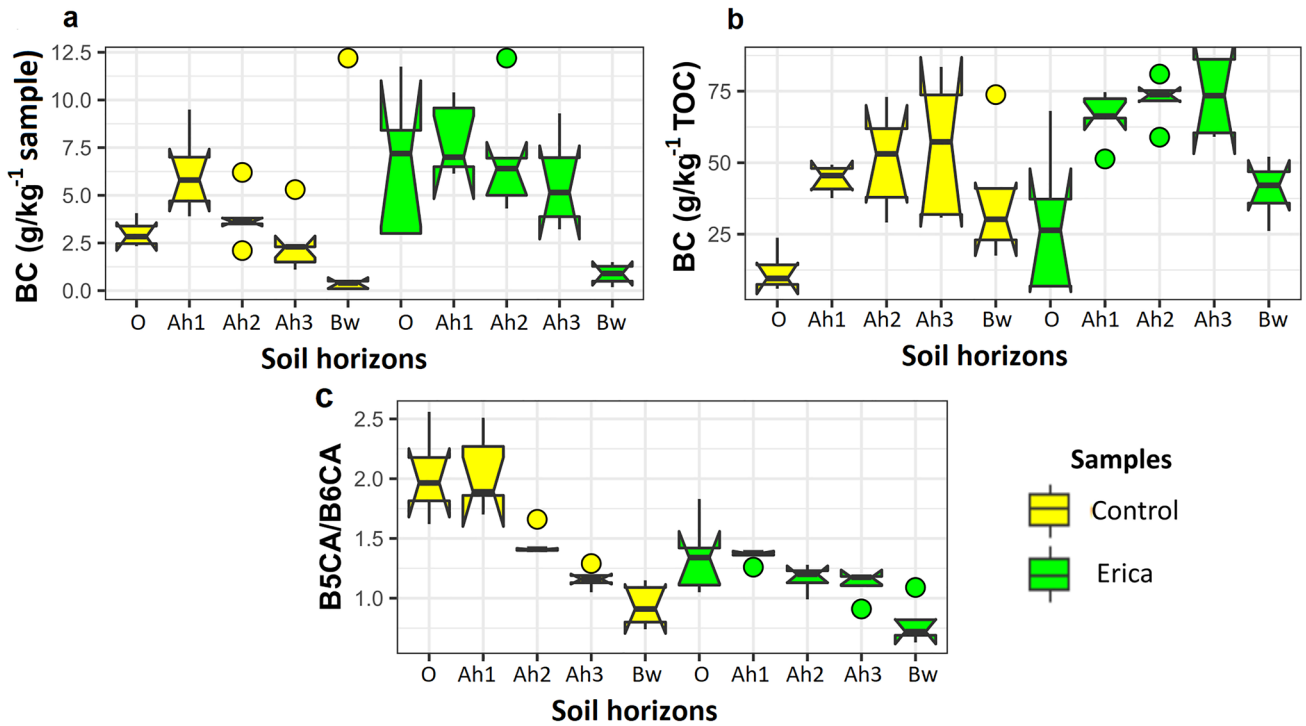 a
BC (g/kg⁻¹ sample)
12.5
10.0
7.5
5.0
2.5
0.0
O Ah1 Ah2 Ah3 Bw O Ah1 Ah2 Ah3 Bw
Soil horizons
b
BC (g/kg⁻¹ TOC)
75
50
25
O Ah1 Ah2 Ah3 Bw O Ah1 Ah2 Ah3 Bw
Soil horizons
c
B5CA/B6CA
2.5
2.0
1.5
1.0
O Ah1 Ah2 Ah3 Bw O Ah1 Ah2 Ah3 Bw
Soil horizons
Samples
Control
Erica